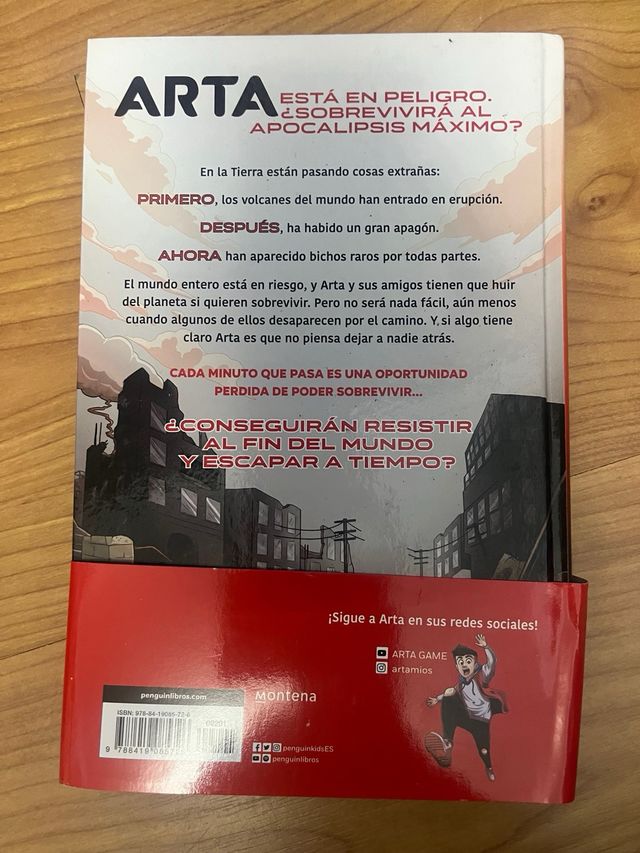 ARTA ESTÁ EN PELIGRO.
¿SOBREVIVIRÁ AL
APOCALIPSIS MÁXIMO?
En la Tierra están pasando cosas extrañas:
PRIMERO, los volcanes del mundo han entrado en erupción.
DESPUÉS, ha habido un gran apagón.
AHORA han aparecido bichos raros por todas partes.
El mundo entero está en riesgo, y Arta y sus amigos tienen que huir
del planeta si quieren sobrevivir. Pero no será nada fácil, aún menos
cuando algunos de ellos desaparecen por el camino. Y, si algo tiene
claro Arta es que no piensa dejar a nadie atrás.
CADA MINUTO QUE PASA ES UNA OPORTUNIDAD
PERDIDA DE PODER SOBREVIVIR...
¿CONSEGUIRÁN RESISTIR
AL FIN DEL MUNDO
Y ESCAPAR A TIEMPO?
¡Sigue a Arta en sus redes sociales!
ARTA GAME
artamios
penguinlibros.com
Montena
ISBN: 978-84-19085-72-6
penguinkidsES
penguinlibros